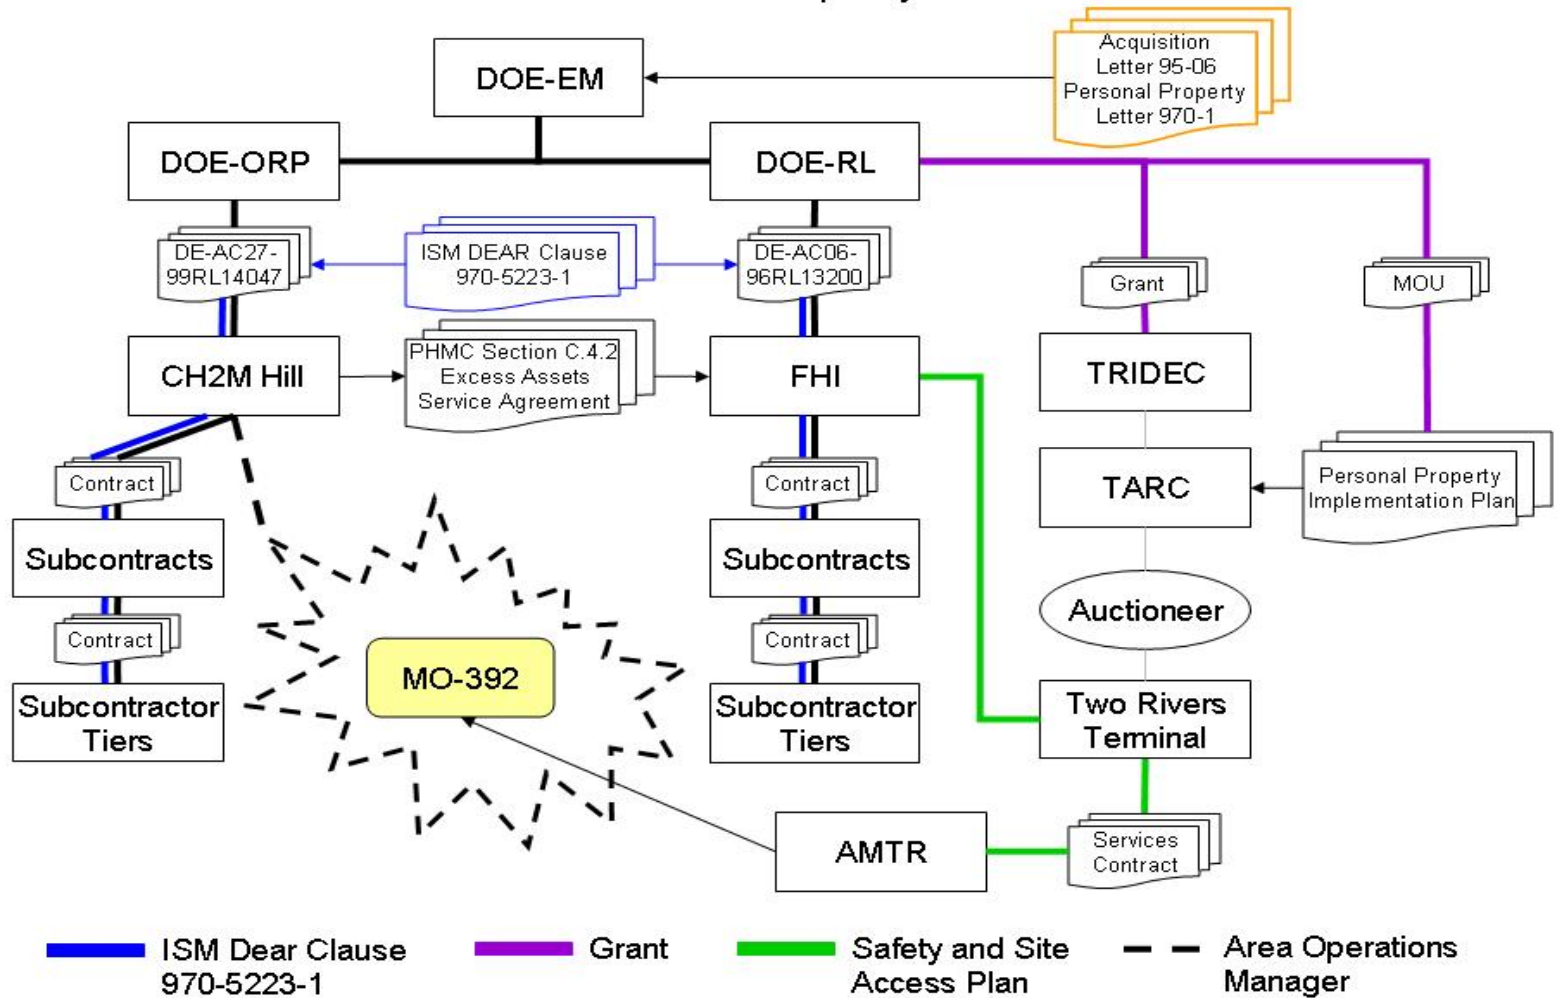 Acquisition
Letter 95-06
Personal Property
Letter 970-1
DOE-EM
DOE-ORP
DOE-RL
DE-AC27-
99RL14047
ISM DEAR Clause
970-5223-1
DE-AC06-
96RL13200
Grant
MOU
CH2M Hill
PHMC Section C.4.2
Excess Assets
Service Agreement
FHI
TRIDEC
Contract
Contract
TARC
Personal Property
Implementation Plan
Subcontracts
Subcontracts
Auctioneer
Contract
Contract
MO-392
Subcontractor
Tiers
Subcontractor
Tiers
Two Rivers
Terminal
AMTR
Services
Contract
ISM Dear Clause
970-5223-1
Grant
Safety and Site
Access Plan
Area Operations
Manager